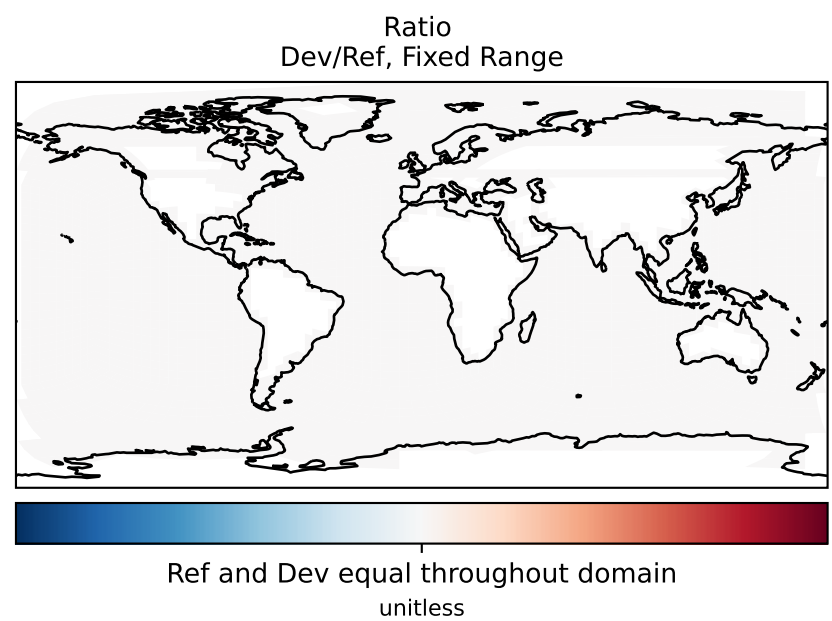 Ratio
Dev/Ref, Fixed Range
Ref and Dev equal throughout domain
unitless